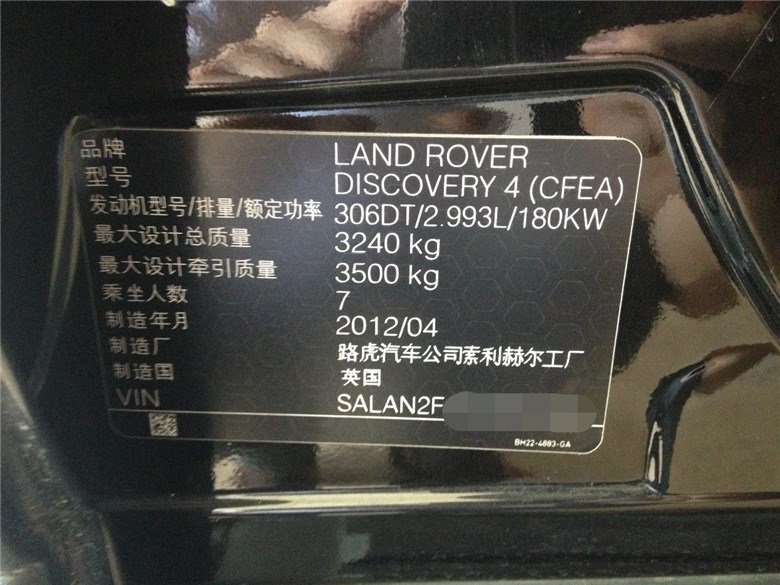 品牌 LAND ROVER
型号 DISCOVERY 4 (CFEA)
发动机型号/排量/额定功率 306DT/2.993L/180KW
最大设计总质量 3240 kg
最大设计牵引质量 3500 kg
乘坐人数 7
制造年月 2012/04
制造厂 路虎汽车公司索利赫尔工厂
制造国 英国
VIN SALAN2F
BH22-4883-GA